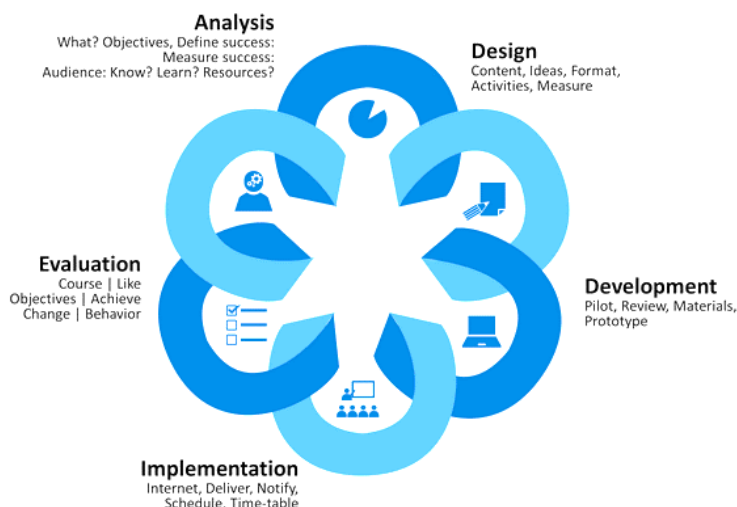 Analysis
What? Objectives, Define success:
Measure success:
Audience: Know? Learn? Resources?
Design
Content, Ideas, Format,
Activities, Measure
Evaluation
Course | Like
Objectives | Achieve
Change | Behavior
Development
Pilot, Review, Materials,
Prototype
Implementation
Internet, Deliver, Notify,
Schedule, Time-table